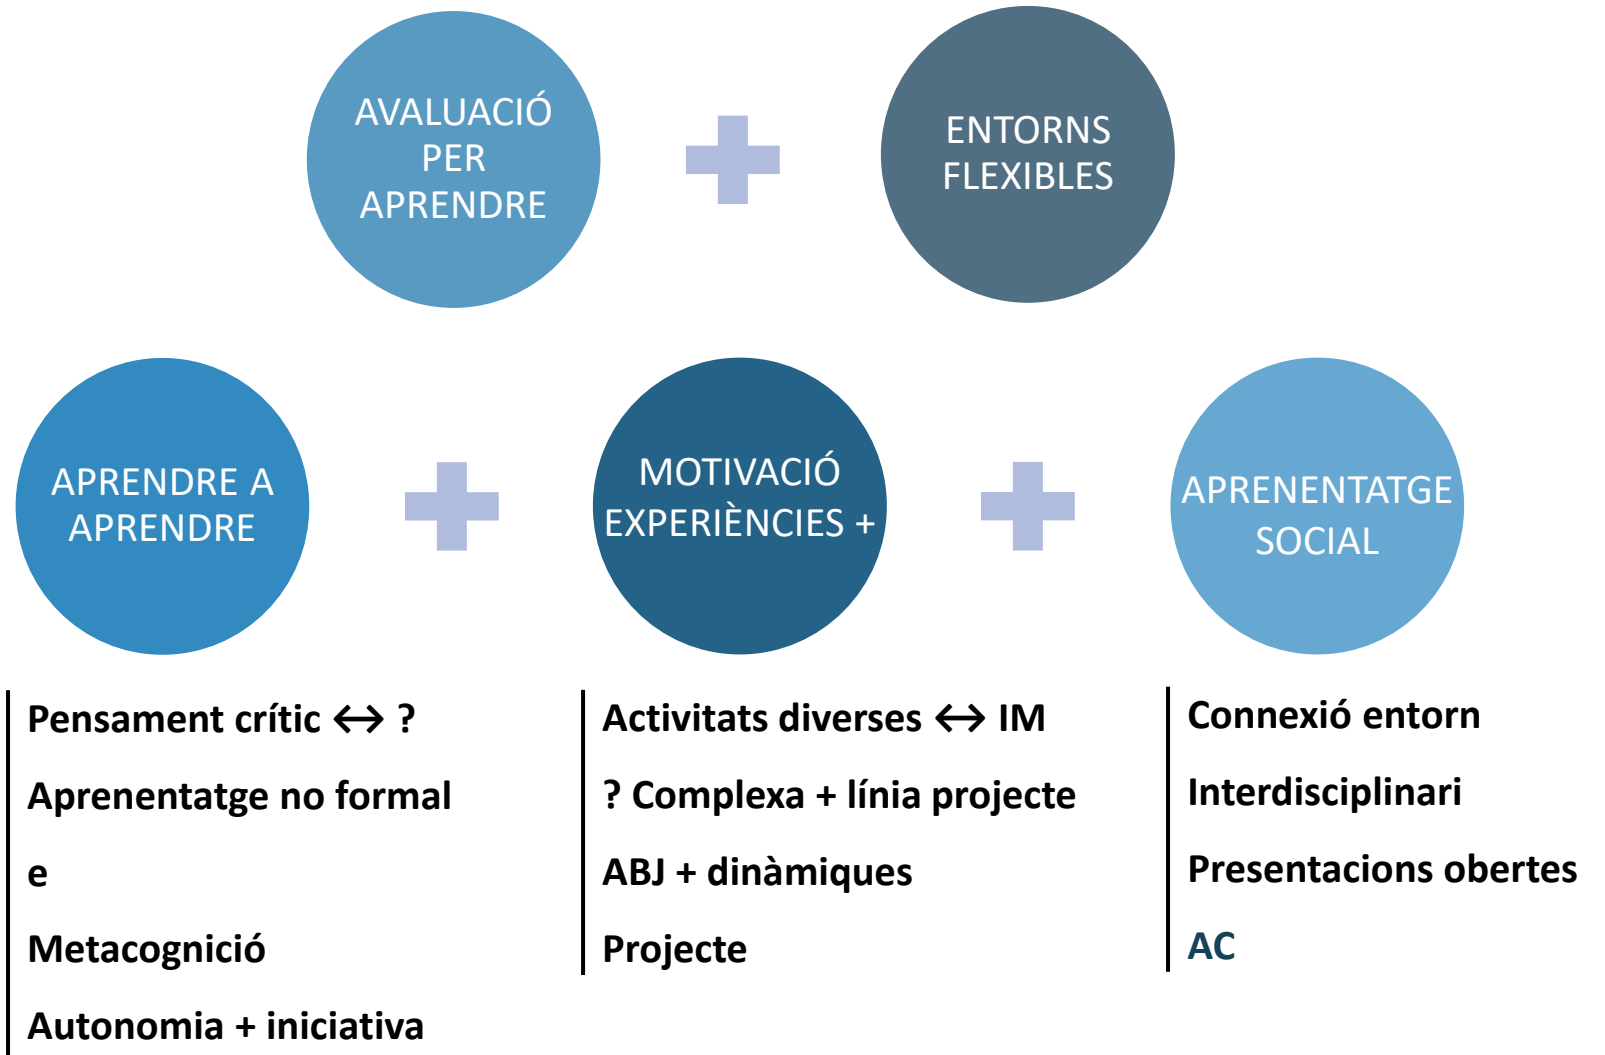 AVALUACIÓ
PER
APRENDRE
ENTORNS
FLEXIBLES
APRENDRE A
APRENDRE
MOTIVACIÓ
EXPERIÈNCIES +
APRENENTATGE
SOCIAL
Pensament crític ↔ ?
Aprenentatge no formal
e
Metacognició
Autonomia + iniciativa
Activitats diverses ↔ IM
? Complexa + línia projecte
ABJ + dinàmiques
Projecte
Connexió entorn
Interdisciplinari
Presentacions obertes
AC